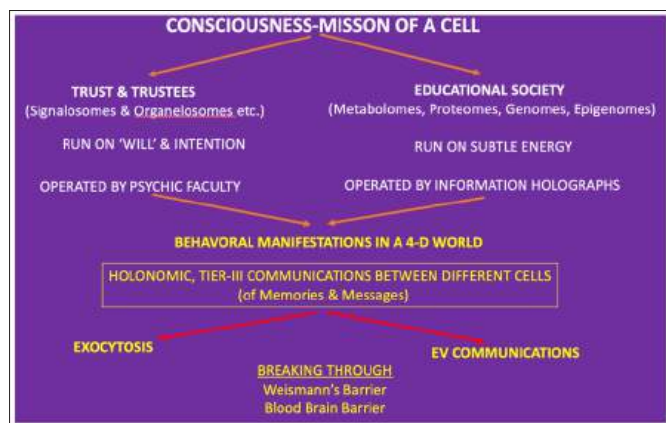 CONSCIOUSNESS-MISSON OF A CELL
TRUST & TRUSTEES
(Signalosomes & Organelosomes etc.)
RUN ON 'WILL' & INTENTION
OPERATED BY PSYCHIC FACULTY
EDUCATIONAL SOCIETY
(Metabolomes, Proteomes, Genomes, Epigenomes)
RUN ON SUBTLE ENERGY
OPERATED BY INFORMATION HOLOGRAPHS
BEHAVIORAL MANIFESTATIONS IN A 4-D WORLD
HOLONOMIC, TIER-III COMMUNICATIONS BETWEEN DIFFERENT CELLS
(of Memories & Messages)
EXOCYTOSIS
EV COMMUNICATIONS
BREAKING THROUGH
Weismann's Barrier
Blood Brain Barrier